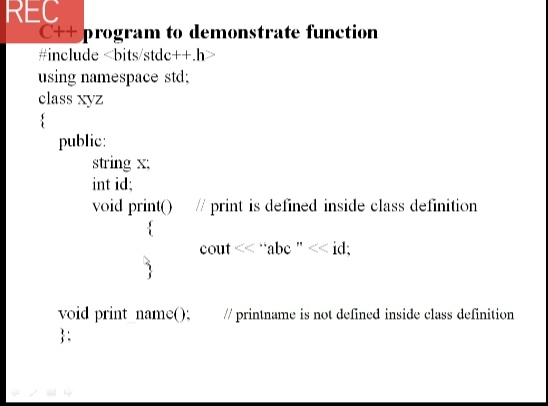 REC
C++ program to demonstrate function
#include <bits/stdc++.h>
using namespace std;
class xyz
{
public:
string x;
int id;
void print() // print is defined inside class definition
{
cout << “abc " << id;
}
void print_name(); // printname is not defined inside class definition
};